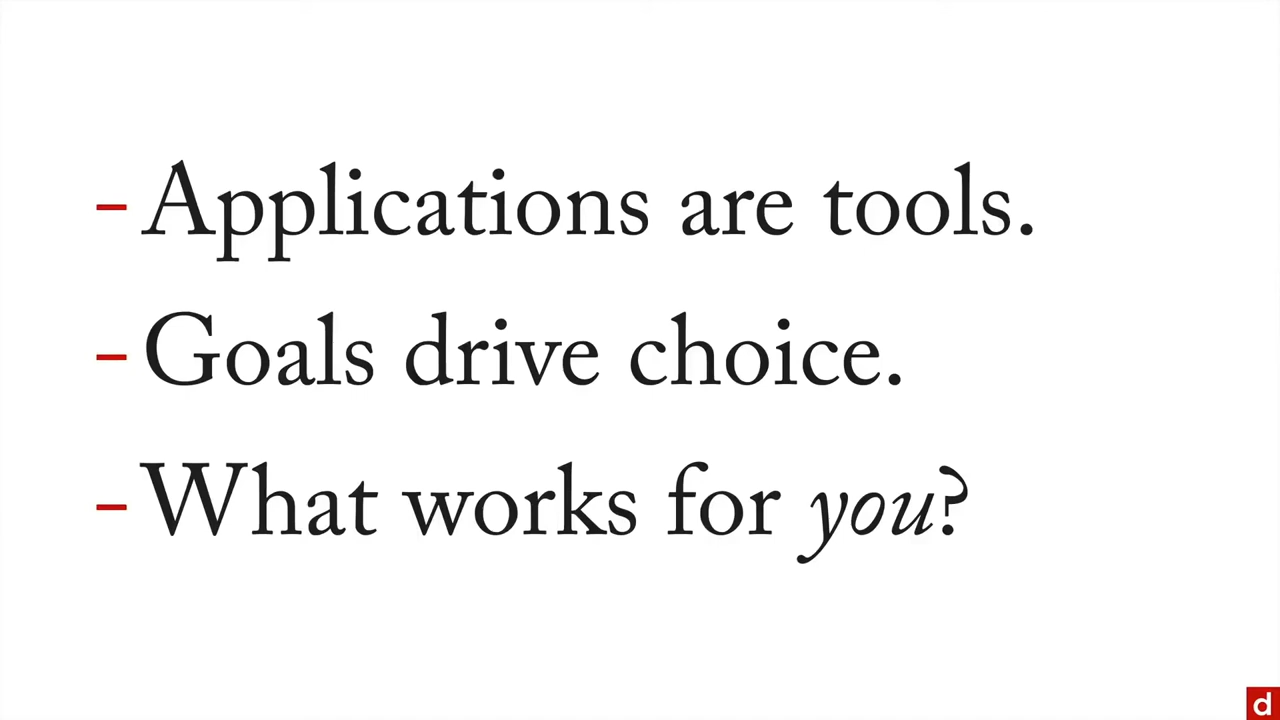 – Applications are tools.
– Goals drive choice.
– What works for you?
d